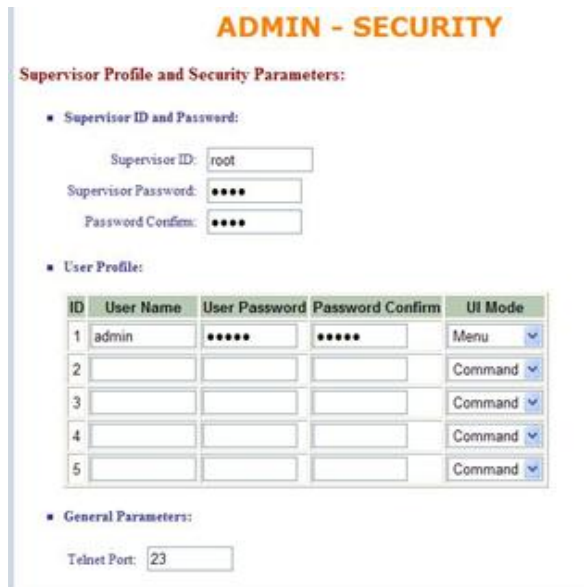 ADMIN - SECURITY
Supervisor Profile and Security Parameters:
Supervisor ID and Password:
Supervisor ID: root
Supervisor Password: ●●●●
Password Confirm: ●●●●
User Profile:
ID User Name User Password Password Confirm UI Mode
1 admin ●●●●● ●●●●● Menu
2 Command
3 Command
4 Command
5 Command
General Parameters:
Telnet Port: 23